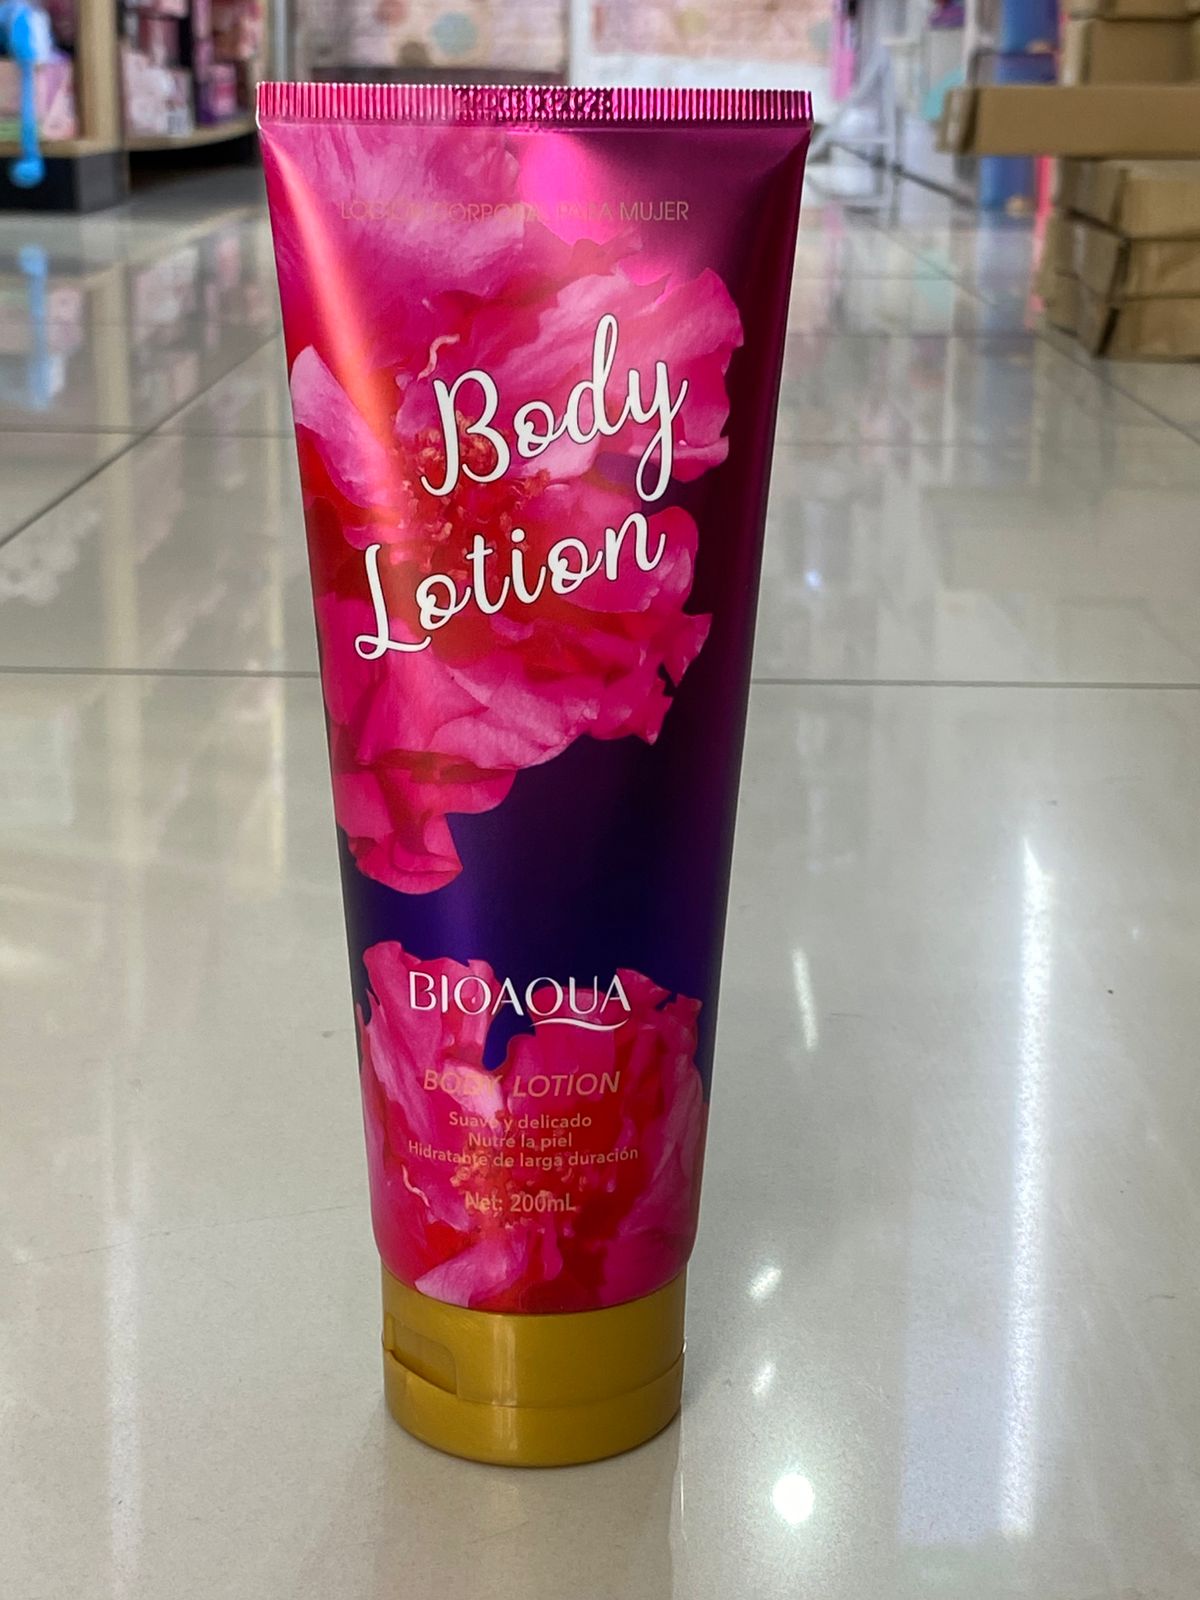 LOCIÓN CORPORAL PARA MUJER
Body
Lotion
BIOAQUA
BODY LOTION
Suave y delicado
Nutre la piel
Hidratante de larga duración
Net: 200mL